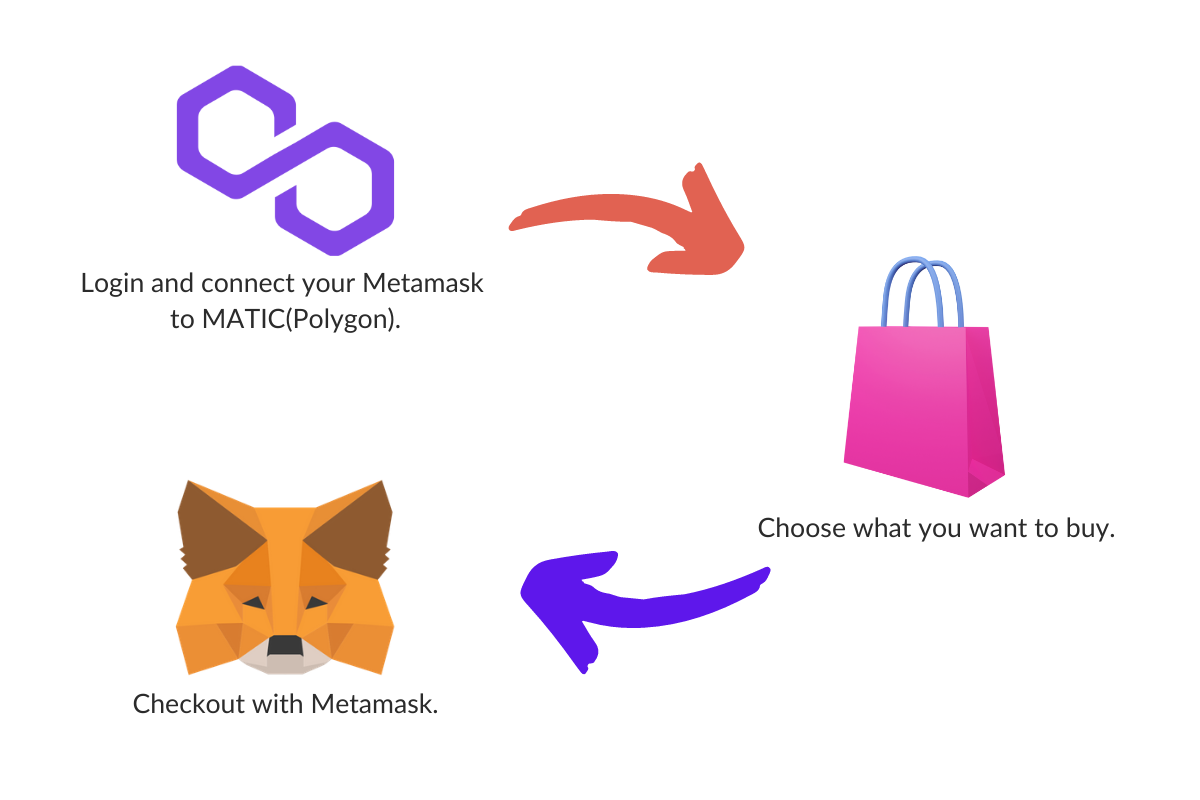 Login and connect your Metamask
to MATIC(Polygon).
Choose what you want to buy.
Checkout with Metamask.